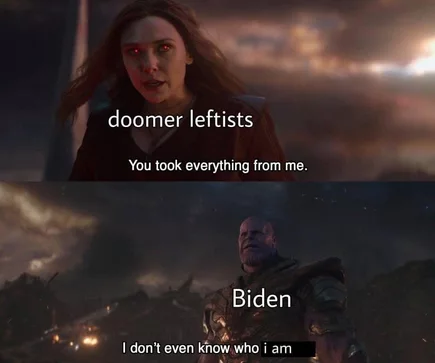 doomer leftists
You took everything from me.
Biden
I don't even know who i am